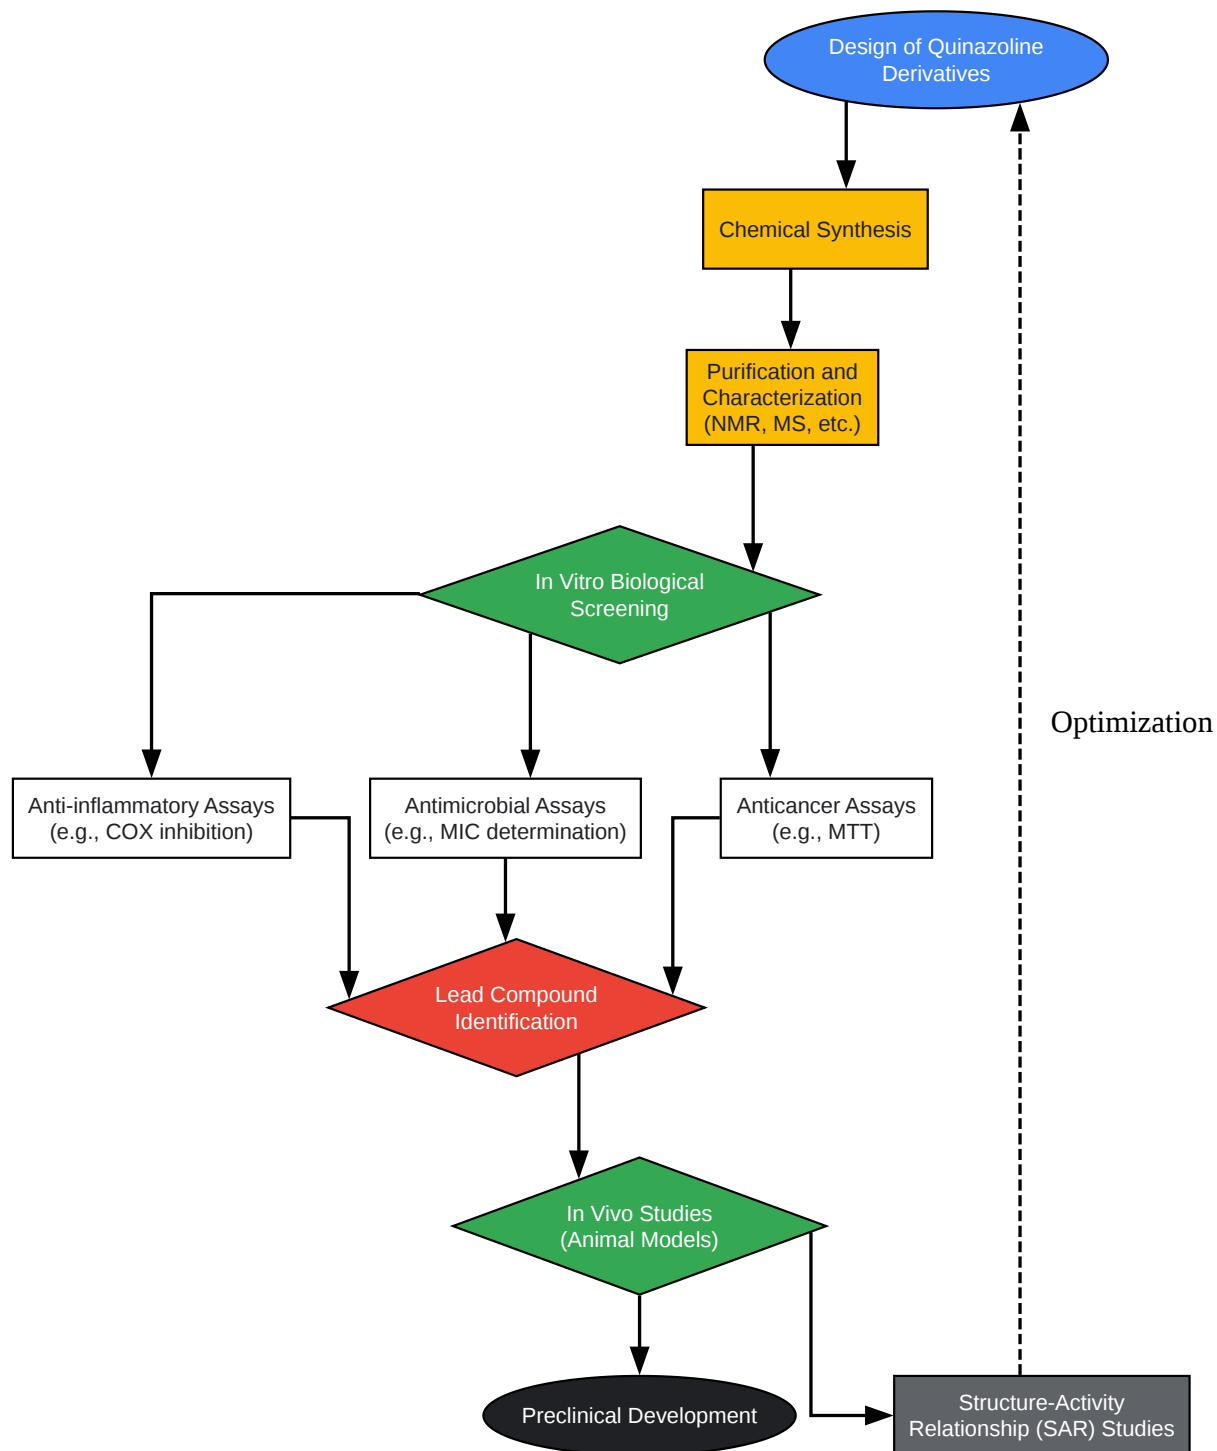 Design of Quinazoline
Derivatives
Chemical Synthesis
Purification and
Characterization
(NMR, MS, etc.)
In Vitro Biological
Screening
Optimization
Anti-inflammatory Assays
(e.g., COX inhibition)
Antimicrobial Assays
(e.g., MIC determination)
Anticancer Assays
(e.g., MTT)
Lead Compound
Identification
In Vivo Studies
(Animal Models)
Preclinical Development
Structure-Activity
Relationship (SAR) Studies